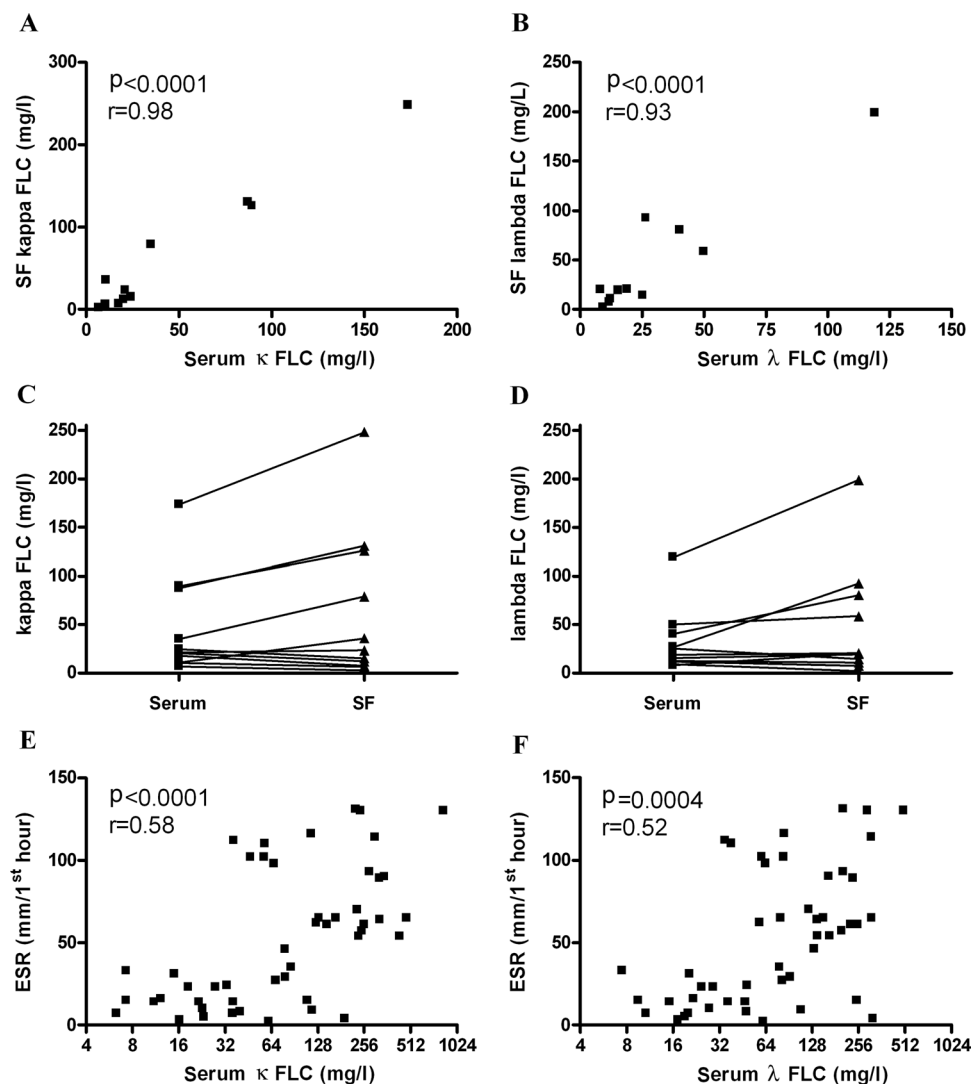 A
p<0.0001
r=0.98
SF kappa FLC (mg/l)
300
200
100
0
0 50 100 150 200
Serum κ FLC (mg/l)
B
p<0.0001
r=0.93
SF lambda FLC (mg/L)
250
200
150
100
50
0
0 25 50 75 100 125 150
Serum λ FLC (mg/l)
C
kappa FLC (mg/l)
250
200
150
100
50
0
Serum SF
D
lambda FLC (mg/l)
250
200
150
100
50
0
Serum SF
E
p<0.0001
r=0.58
ESR (mm/1st hour)
150
100
50
0
4 8 16 32 64 128 256 512 1024
Serum κ FLC (mg/l)
F
p=0.0004
r=0.52
ESR (mm/1st hour)
150
100
50
0
4 8 16 32 64 128 256 512 1024
Serum λ FLC (mg/l)